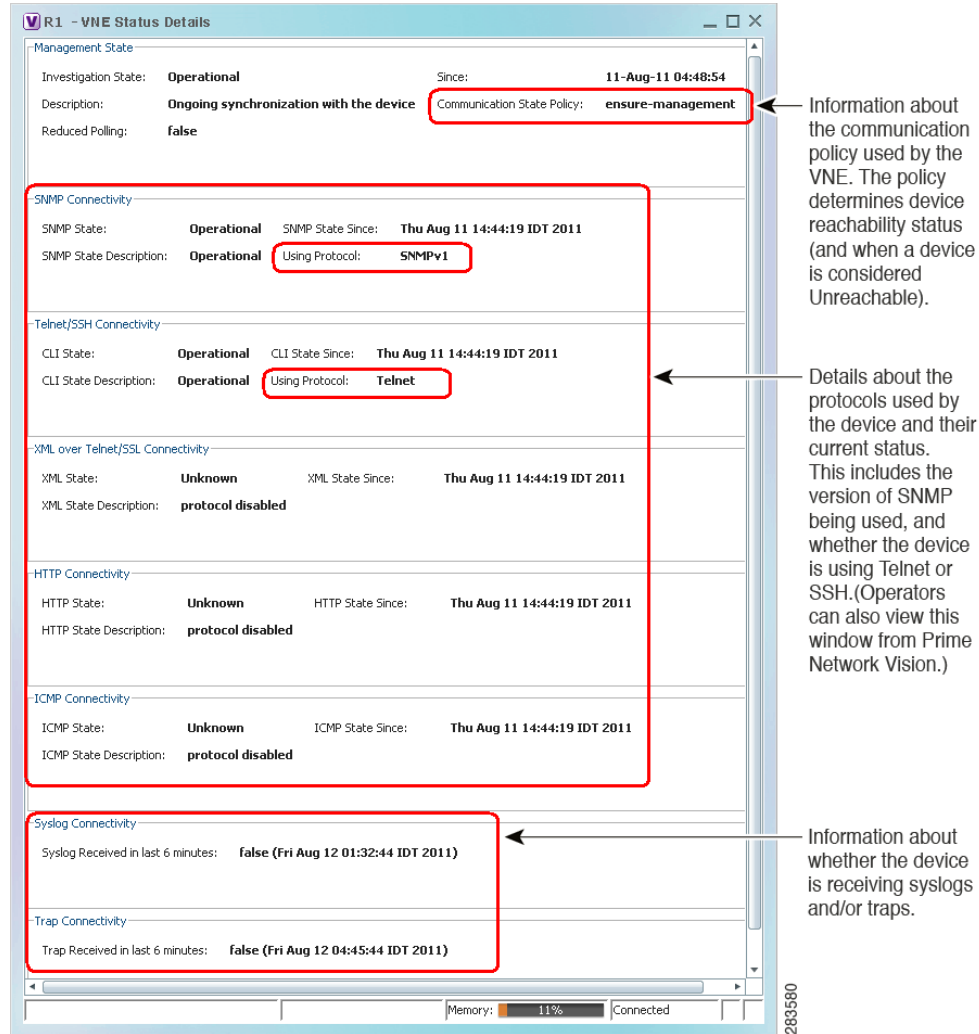 R1 - VNE Status Details
Management State
Investigation State: Operational Since: 11-Aug-11 04:48:54
Description: Ongoing synchronization with the device Communication State Policy: ensure-management
Reduced Polling: false
SNMP Connectivity
SNMP State: Operational SNMP State Since: Thu Aug 11 14:44:19 IDT 2011
SNMP State Description: Operational Using Protocol: SNMPv1
Telnet/SSH Connectivity
CLI State: Operational CLI State Since: Thu Aug 11 14:44:19 IDT 2011
CLI State Description: Operational Using Protocol: Telnet
XML over Telnet/SSL Connectivity
XML State: Unknown XML State Since: Thu Aug 11 14:44:19 IDT 2011
XML State Description: protocol disabled
HTTP Connectivity
HTTP State: Unknown HTTP State Since: Thu Aug 11 14:44:19 IDT 2011
HTTP State Description: protocol disabled
ICMP Connectivity
ICMP State: Unknown ICMP State Since: Thu Aug 11 14:44:19 IDT 2011
ICMP State Description: protocol disabled
Syslog Connectivity
Syslog Received in last 6 minutes: false (Fri Aug 12 01:32:44 IDT 2011)
Trap Connectivity
Trap Received in last 6 minutes: false (Fri Aug 12 04:45:44 IDT 2011)
Memory: 11% Connected
Information about
the communication
policy used by the
VNE. The policy
determines device
reachability status
(and when a device
is considered
Unreachable).
Details about the
protocols used by
the device and their
current status.
This includes the
version of SNMP
being used, and
whether the device
is using Telnet or
SSH.(Operators
can also view this
window from Prime
Network Vision.)
Information about
whether the device
is receiving syslogs
and/or traps.
283580